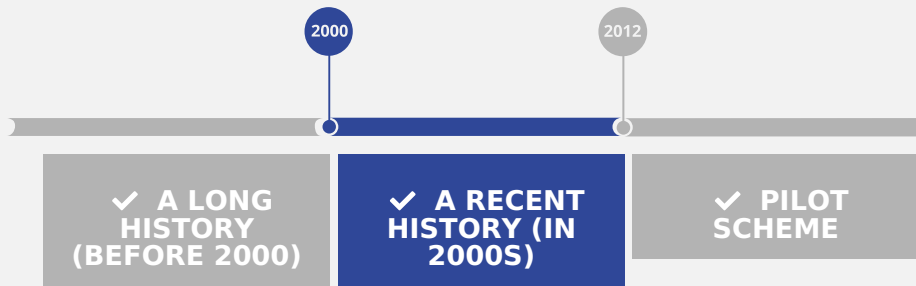 2000
2012
A LONG
HISTORY
(BEFORE 2000)
A RECENT
HISTORY (IN
2000S)
PILOT
SCHEME